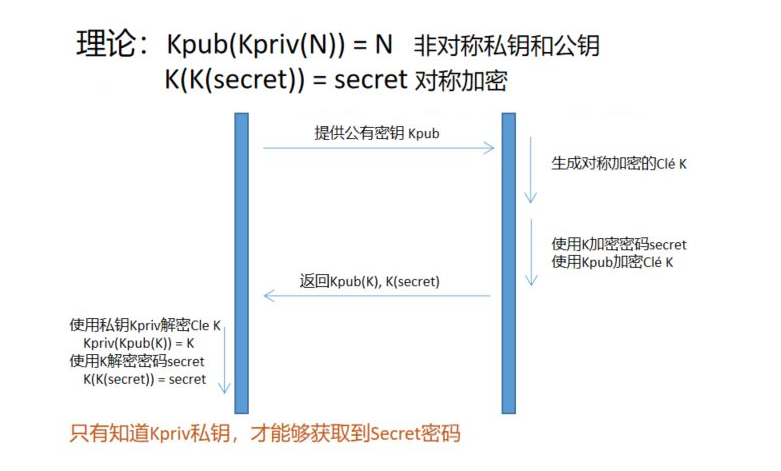 理论：Kpub(Kpriv(N)) = N 非对称私钥和公钥
K(K(secret)) = secret 对称加密
提供公有密钥 Kpub
生成对称加密的Clé K
使用K加密密码secret
使用Kpub加密Clé K
返回Kpub(K), K(secret)
使用私钥Kpriv解密Cle K
Kpriv(Kpub(K)) = K
使用K解密密码secret
K(K(secret)) = secret
只有知道Kpriv私钥，才能够获取到Secret密码